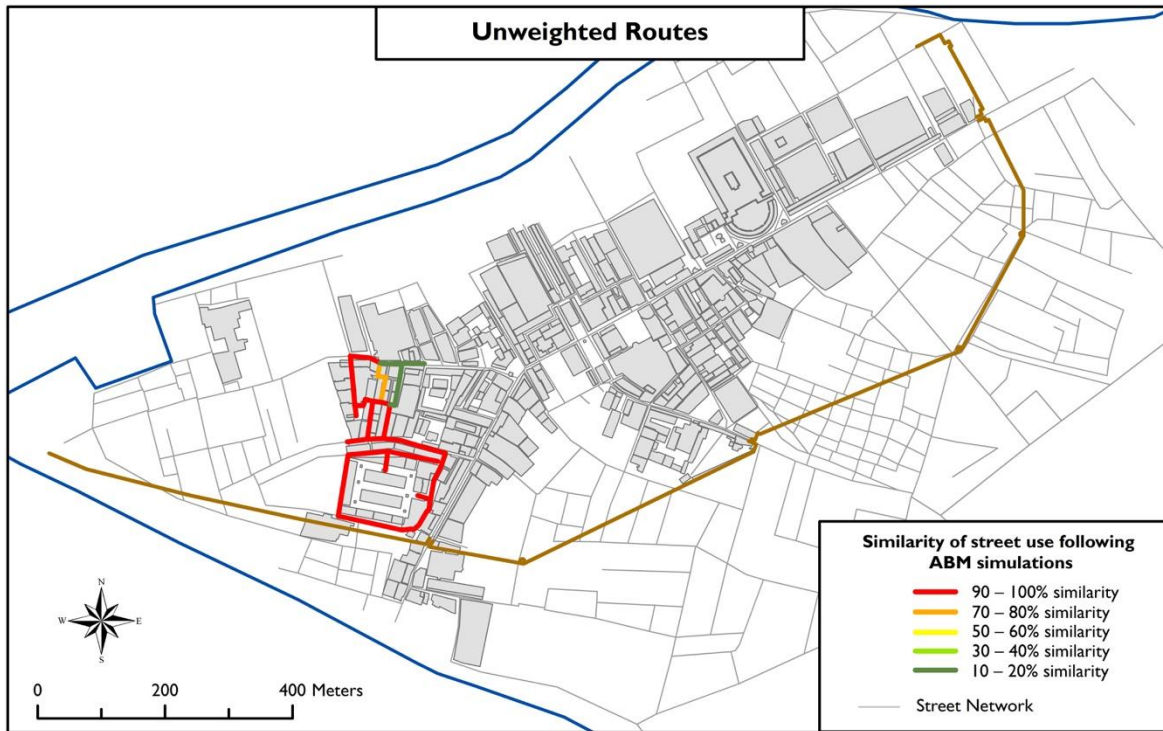 Unweighted Routes
N
W E
S
0 200 400 Meters
Similarity of street use following
ABM simulations
90 – 100% similarity
70 – 80% similarity
50 – 60% similarity
30 – 40% similarity
10 – 20% similarity
Street Network